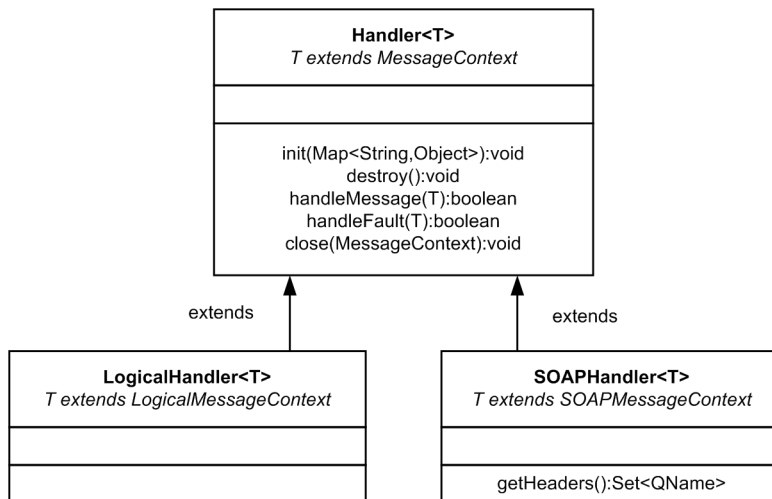 Handler<T>
T extends MessageContext
init(Map<String,Object>):void
destroy():void
handleMessage(T):boolean
handleFault(T):boolean
close(MessageContext):void
extends
extends
LogicalHandler<T>
T extends LogicalMessageContext
SOAPHandler<T>
T extends SOAPMessageContext
getHeaders():Set<QName>